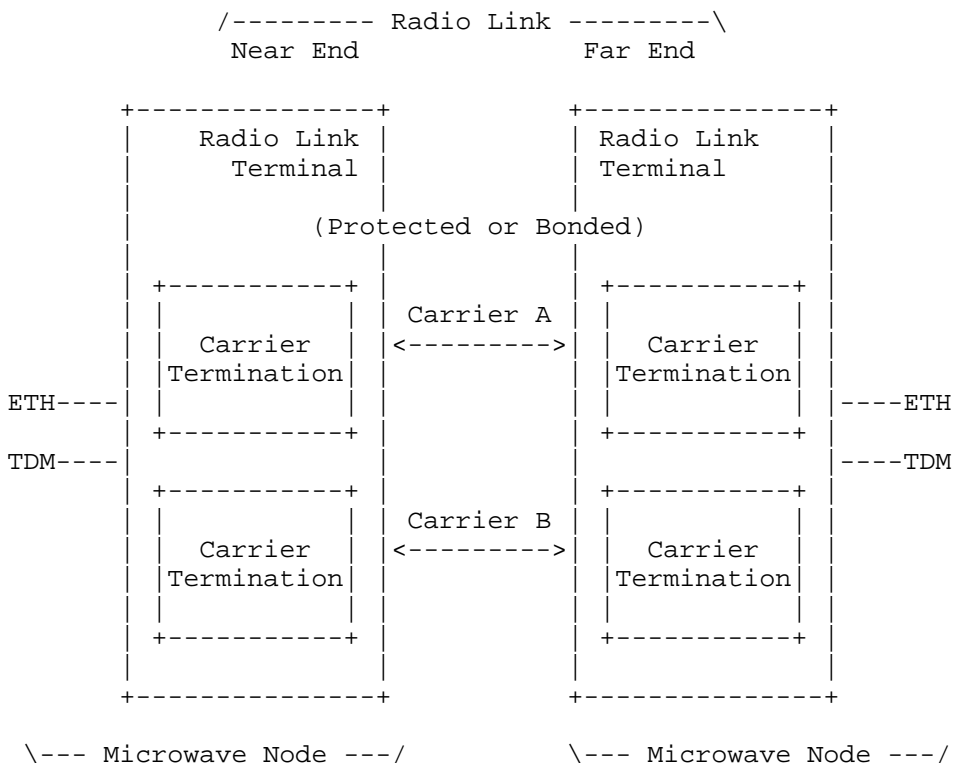 /--------- Radio Link ---------\
Near End Far End
Radio Link Radio Link
Terminal Terminal
(Protected or Bonded)
Carrier A
Carrier <---------> Carrier
Termination Termination
ETH---- ----ETH
TDM---- ----TDM
Carrier B
Carrier <---------> Carrier
Termination Termination
\--- Microwave Node ---/ \--- Microwave Node ---/